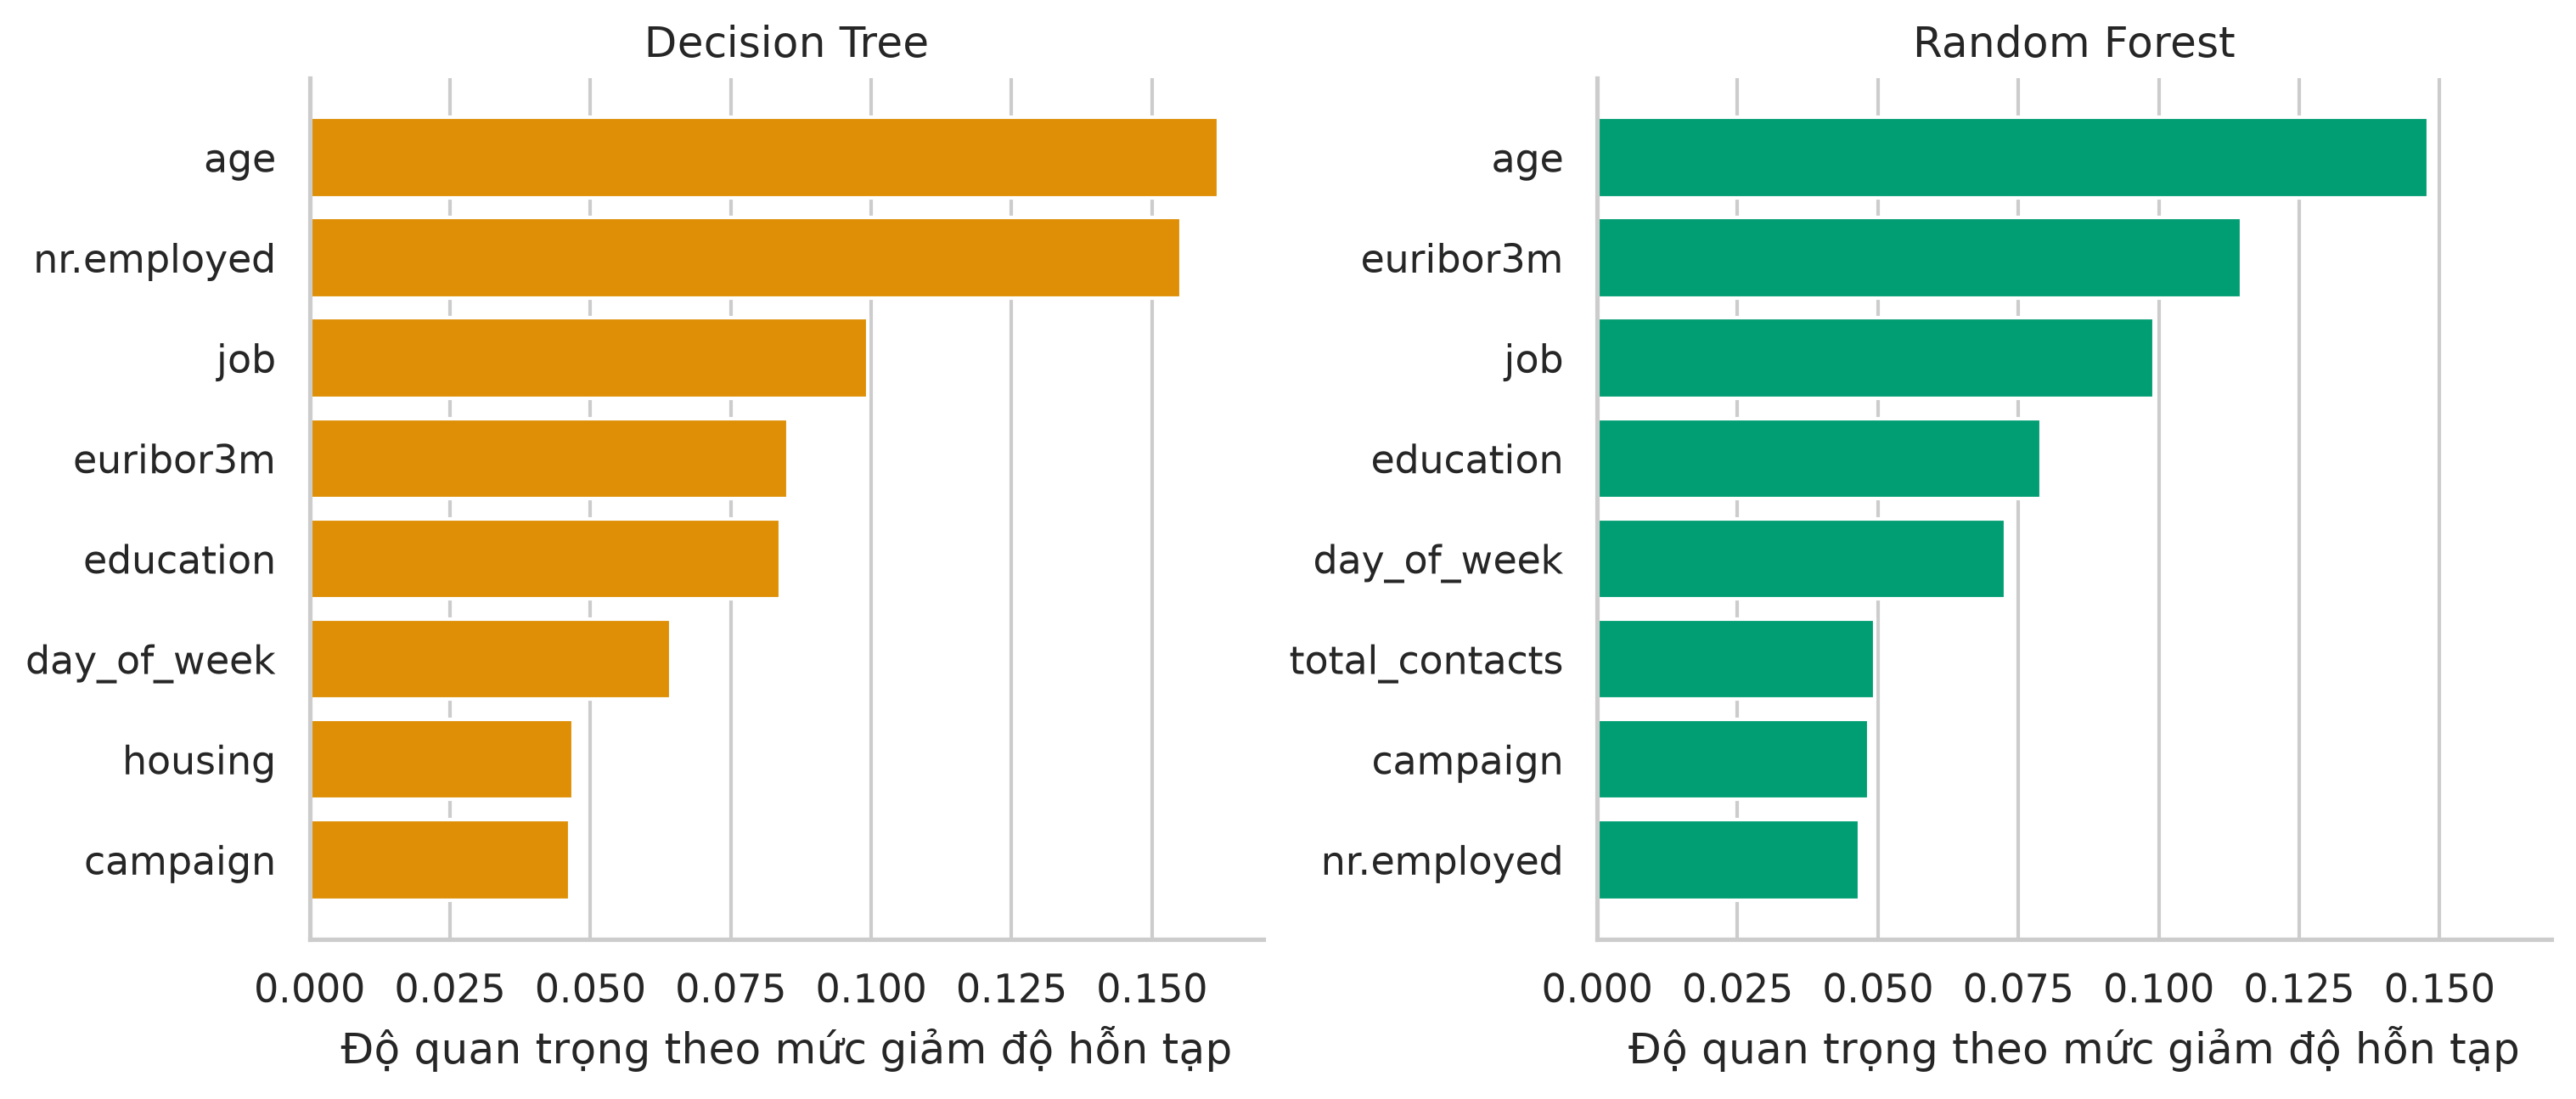 Decision Tree
age
nr.employed
job
euribor3m
education
day_of_week
housing
campaign
0.000 0.025 0.050 0.075 0.100 0.125 0.150
Độ quan trọng theo mức giảm độ hỗn tạp
Random Forest
age
euribor3m
job
education
day_of_week
total_contacts
campaign
nr.employed
0.000 0.025 0.050 0.075 0.100 0.125 0.150
Độ quan trọng theo mức giảm độ hỗn tạp